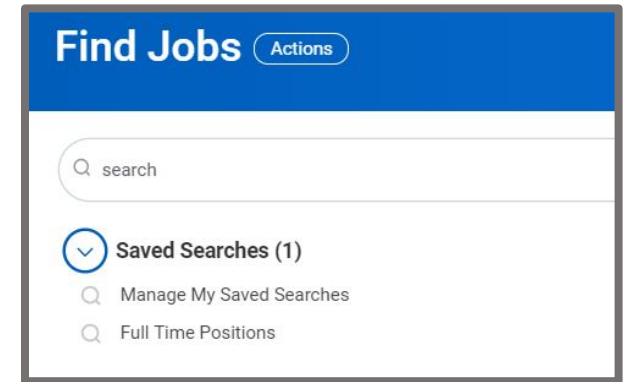 Find Jobs Actions
search
Saved Searches (1)
Manage My Saved Searches
Full Time Positions